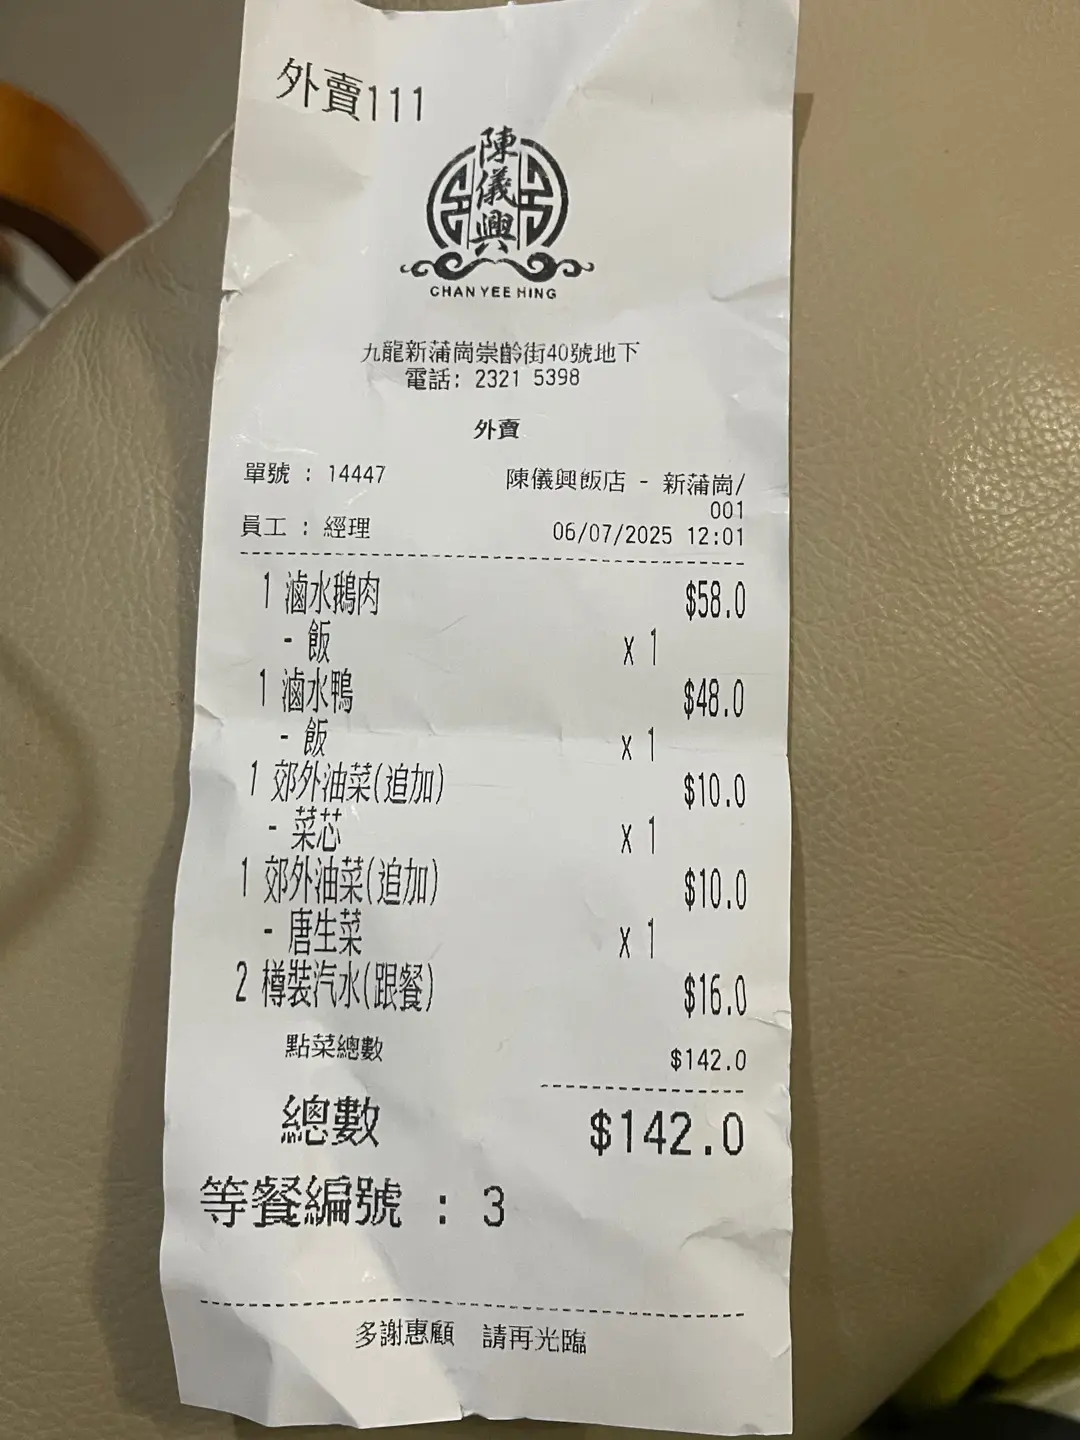 外賣111
陳儀興
CHAN YEE HING
九龍新蒲崗崇齡街40號地下
電話: 2321 5398
外賣
單號 : 14447 陳儀興飯店 - 新蒲崗/
001
員工 : 經理 06/07/2025 12:01
1 滷水鵝肉 $58.0
- 飯 x 1
1 滷水鴨 $48.0
- 飯 x 1
1 郊外油菜(追加) $10.0
- 菜芯 x 1
1 郊外油菜(追加) $10.0
- 唐生菜 x 1
2 樽裝汽水(跟餐) $16.0
點菜總數 $142.0
總數 $142.0
等餐編號 : 3
多謝惠顧 請再光臨